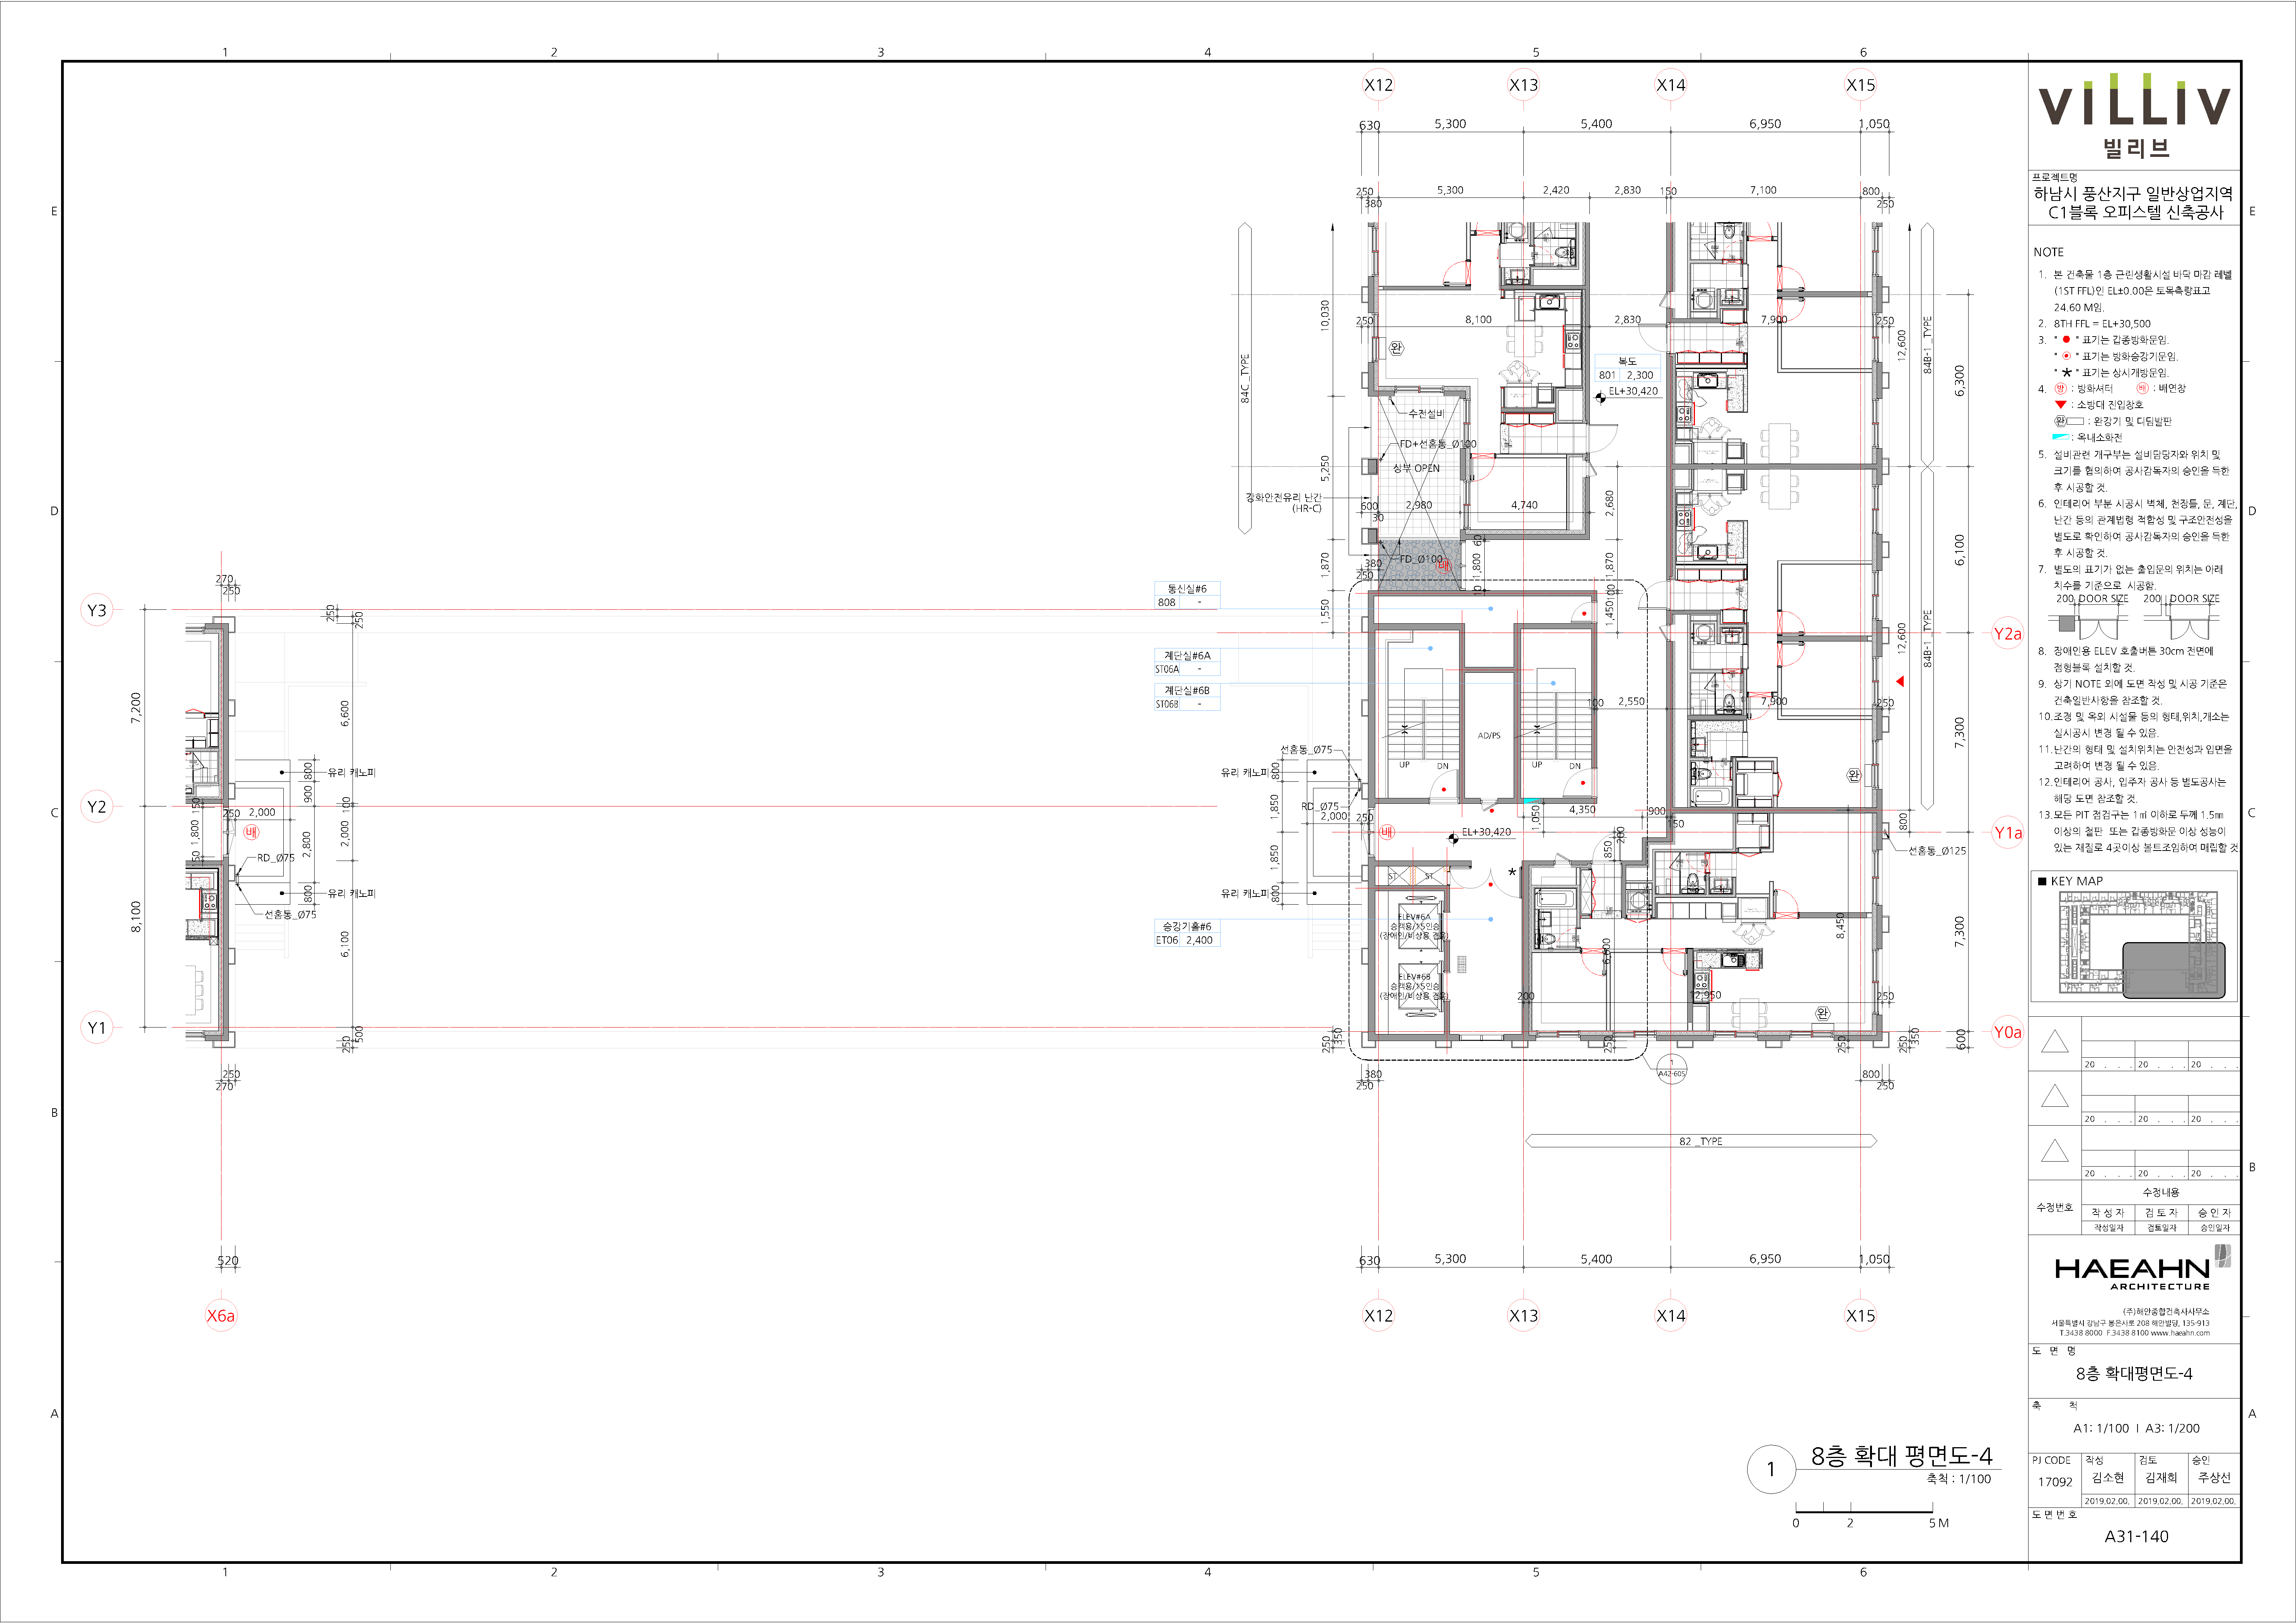 1 2 3 4 5 6
X12 X13 X14 X15
630 5,300 5,400 6,950 1,050
250 5,300 2,420 2,830 150 7,100 800
380 250
E
D
C
B
A
10,030
250 8,100 2,830 7,900 250
완
84C_TYPE
84B-1_TYPE
12,600
6,300
복도
801 2,300
EL+30,420
수전설비
FD+선홈통_Ø100
상부 OPEN
5,250
강화안전유리 난간
(HR-C)
600 2,980 4,740
30
2,680
6,100
1,870
FD_Ø100
배
380
250
60
1,800
10
1,870
100
1,450
1,550
통신실#6
808 -
계단실#6A
ST06A -
계단실#6B
ST06B -
Y2a
84B-1_TYPE
12,600
100 2,550 7,900 250
7,300
AD/PS
UP DN UP DN
선홈통_Ø75
유리 캐노피
800
1,850
RD_Ø75
2,000 250
배
EL+30,420
1,050
4,350 900
150
200
850
1,850
유리 캐노피
800
완
800
Y1a
선홈통_Ø125
ST ST
*
승강기홀#6
ET06 2,400
ELEV#6A
승객용/15인승
(장애인/비상용 겸용)
ELEV#6B
승객용/15인승
(장애인/비상용 겸용)
6,600
8,450
7,300
200 12,950 250
완
Y0a
250 350
250
250
250 350
600
1
A42-605
380
250
800
250
82_TYPE
630 5,300 5,400 6,950 1,050
X12 X13 X14 X15
270
250
Y3
250
250
7,200
6,600
800
유리 캐노피
900
100
Y2
150
250 2,000
1,800
배
2,800
2,000
50
RD_Ø75
유리 캐노피
800
선홈통_Ø75
8,100
6,100
Y1
500
250
250
270
520
X6a
1
8층 확대 평면도-4
축척 : 1/100
0 2 5 M
1 2 3 4 5 6
E
D
C
B
A
VILLIV
빌리브
프로젝트명
하남시 풍산지구 일반상업지역
C1블록 오피스텔 신축공사
NOTE
1. 본 건축물 1층 근린생활시설 바닥 마감 레벨
(1ST FFL)인 EL±0.00은 토목측량표고
24.60 M임.
2. 8TH FFL = EL+30,500
3. " ● " 표기는 갑종방화문임.
" ◉ " 표기는 방화승강기문임.
" * " 표기는 상시개방문임.
4. 방 : 방화셔터 배 : 배연창
▼ : 소방대 진입창호
완 : 완강기 및 디딤발판
: 옥내소화전
5. 설비관련 개구부는 설비담당자와 위치 및
크기를 협의하여 공사감독자의 승인을 득한
후 시공할 것.
6. 인테리어 부분 시공시 벽체, 천장틀, 문, 계단,
난간 등의 관계법령 적합성 및 구조안전성을
별도로 확인하여 공사감독자의 승인을 득한
후 시공할 것.
7. 별도의 표기가 없는 출입문의 위치는 아래
치수를 기준으로 시공함.
200 DOOR SIZE 200 DOOR SIZE
8. 장애인용 ELEV 호출버튼 30cm 전면에
점형블록 설치할 것.
9. 상기 NOTE 외에 도면 작성 및 시공 기준은
건축일반사항을 참조할 것.
10.조경 및 옥외 시설물 등의 형태,위치,개소는
실시공시 변경 될 수 있음.
11.난간의 형태 및 설치위치는 안전성과 입면을
고려하여 변경 될 수 있음.
12.인테리어 공사, 입주자 공사 등 별도공사는
해당 도면 참조할 것.
13.모든 PIT 점검구는 1㎡ 이하로 두께 1.5㎜
이상의 철판 또는 갑종방화문 이상 성능이
있는 재질로 4곳이상 볼트조임하여 매립할 것
■ KEY MAP
20 . . . 20 . . . 20 . . .
20 . . . 20 . . . 20 . . .
20 . . . 20 . . . 20 . . .
수정번호
수정내용
작 성 자 검 토 자 승 인 자
작성일자 검토일자 승인일자
HAEAHN
ARCHITECTURE
(주)해안종합건축사사무소
서울특별시 강남구 봉은사로 208 해안빌딩, 135-913
T.3438 8000 F.3438 8100 www.haeahn.com
도 면 명
8층 확대평면도-4
축 척
A1: 1/100 I A3: 1/200
PJ CODE 작성 검토 승인
17092 김소현 김재희 주상선
2019.02.00. 2019.02.00. 2019.02.00.
도 면 번 호
A31-140